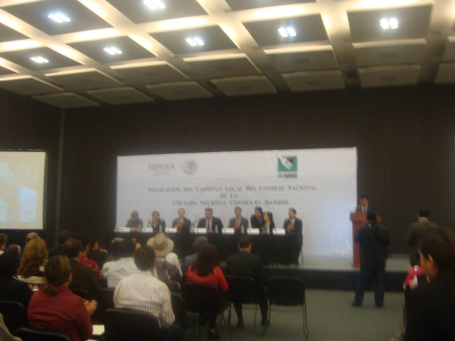 SEDESOL
INSTALACIÓN DEL CAPÍTULO LOCAL DEL CONSEJO NACIONAL
DE LA
CRUZADA NACIONAL CONTRA EL HAMBRE